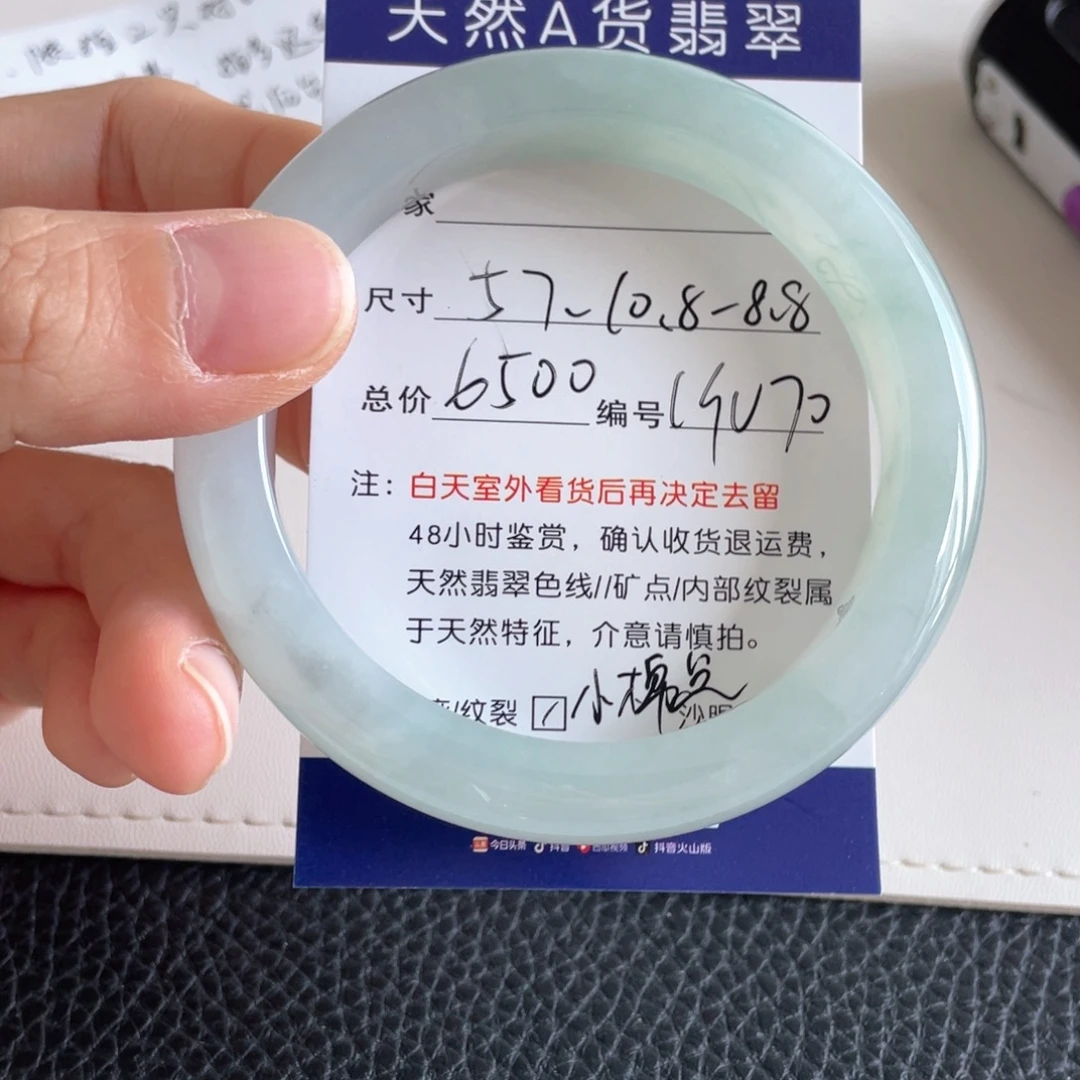 天然A货翡翠
家
尺寸 57-10.8-8.8
总价 6500 编号
注：白天室外看货后再决定去留
48小时鉴赏，确认收货退运费，
天然翡翠色线//矿点/内部纹裂属
于天然特征，介意请慎拍。
/纹裂 小棉点
今日头条 抖音 西瓜视频 抖音火山版